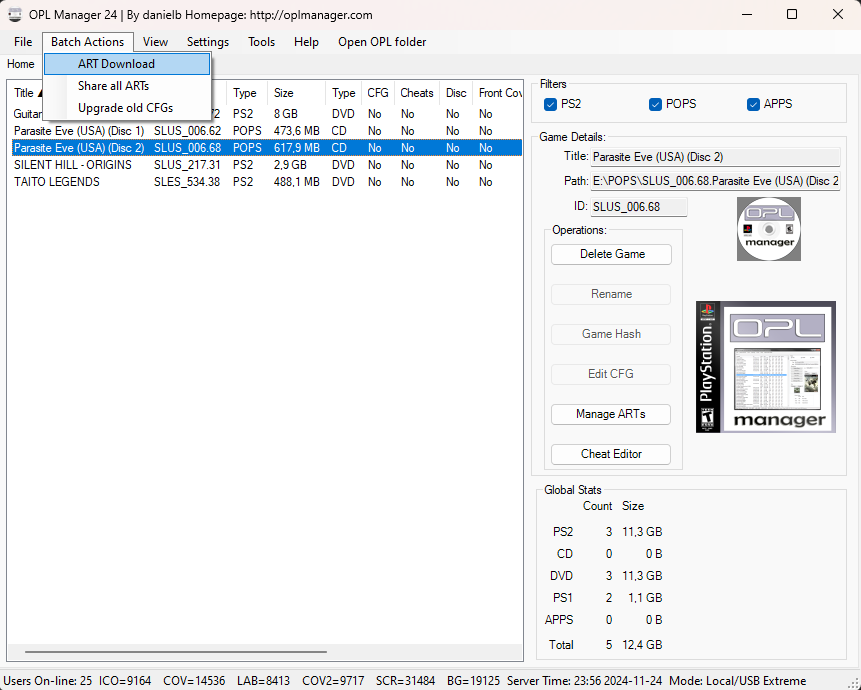 OPL Manager 24 | By danielb Homepage: http://oplmanager.com
File Batch Actions View Settings Tools Help Open OPL folder
Home
ART Download
Share all ARTs
Upgrade old CFGs
Title Type Size Type CFG Cheats Disc Front Cov
Guitar 72 PS2 8 GB DVD No No No No
Parasite Eve (USA) (Disc 1) SLUS_006.62 POPS 473,6 MB CD No No No No
Parasite Eve (USA) (Disc 2) SLUS_006.68 POPS 617,9 MB CD No No No No
SILENT HILL - ORIGINS SLUS_217.31 PS2 2,9 GB DVD No No No No
TAITO LEGENDS SLES_534.38 PS2 488,1 MB DVD No No No No
Filters
PS2 POPS APPS
Game Details:
Title: Parasite Eve (USA) (Disc 2)
Path: E:\POPS\SLUS_006.68.Parasite Eve (USA) (Disc 2
ID: SLUS_006.68
Operations:
Delete Game
Rename
Game Hash
Edit CFG
Manage ARTs
Cheat Editor
OPL
manager
PlayStation.
OPL
manager
Global Stats
Count Size
PS2 3 11,3 GB
CD 0 0 B
DVD 3 11,3 GB
PS1 2 1,1 GB
APPS 0 0 B
Total 5 12,4 GB
Users On-line: 25 ICO=9164 COV=14536 LAB=8413 COV2=9717 SCR=31484 BG=19125 Server Time: 23:56 2024-11-24 Mode: Local/USB Extreme